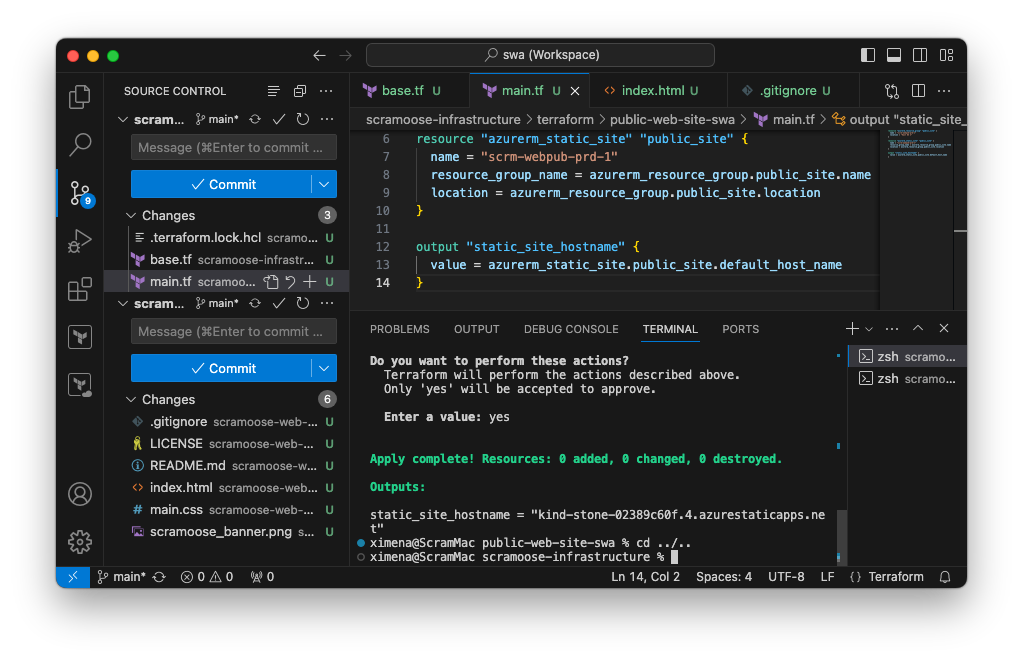 swa (Workspace)
SOURCE CONTROL
base.tf U
main.tf U
index.html U
.gitignore U
scram... main*
scramoose-infrastructure > terraform > public-web-site-swa > main.tf > output "static_site_
Message (⌘Enter to commit ...
Commit
Changes 3
.terraform.lock.hcl scramo... U
base.tf scramoose-infrastr... U
main.tf scramoo... U
9
scram... main*
Message (⌘Enter to commit ...
Commit
Changes 6
.gitignore scramoose-web-... U
LICENSE scramoose-web-... U
README.md scramoose-w... U
index.html scramoose-web... U
main.css scramoose-web-... U
scramoose_banner.png s... U
6 resource "azurerm_static_site" "public_site" {
7 name = "scrm-webpub-prd-1"
8 resource_group_name = azurerm_resource_group.public_site.name
9 location = azurerm_resource_group.public_site.location
10 }
11
12 output "static_site_hostname" {
13 value = azurerm_static_site.public_site.default_host_name
14 }
PROBLEMS OUTPUT DEBUG CONSOLE TERMINAL PORTS
Do you want to perform these actions?
Terraform will perform the actions described above.
Only 'yes' will be accepted to approve.
Enter a value: yes
Apply complete! Resources: 0 added, 0 changed, 0 destroyed.
Outputs:
static_site_hostname = "kind-stone-02389c60f.4.azurestaticapps.ne
t"
ximena@ScramMac public-web-site-swa % cd ../..
ximena@ScramMac scramoose-infrastructure %
zsh scramo...
zsh scramo...
main* 0 0 0
Ln 14, Col 2 Spaces: 4 UTF-8 LF {} Terraform